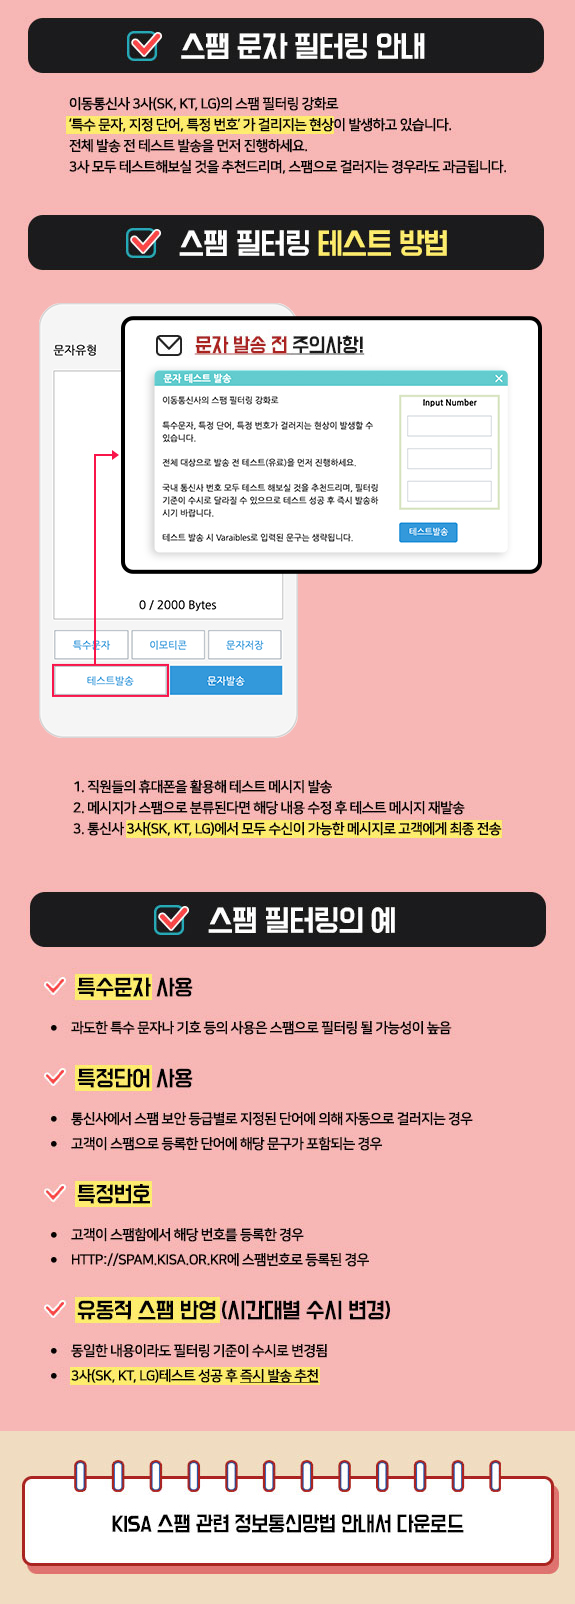 스팸 문자 필터링 안내
이동통신사 3사(SK, KT, LG)의 스팸 필터링 강화로
'특수 문자, 지정 단어, 특정 번호' 가 걸리지는 현상이 발생하고 있습니다.
전체 발송 전 테스트 발송을 먼저 진행하세요.
3사 모두 테스트해보실 것을 추천드리며, 스팸으로 걸러지는 경우라도 과금됩니다.
스팸 필터링 테스트 방법
문자유형
문자 발송 전 주의사항!
문자 테스트 발송
이동통신사의 스팸 필터링 강화로
특수문자, 특정 단어, 특정 번호가 걸러지는 현상이 발생할 수
있습니다.
전체 대상으로 발송 전 테스트(유료)을 먼저 진행하세요.
국내 통신사 번호 모두 테스트 해보실 것을 추천드리며, 필터링
기준이 수시로 달라질 수 있으므로 테스트 성공 후 즉시 발송하
시기 바랍니다.
테스트 발송 시 Varaibles로 입력된 문구는 생략됩니다.
Input Number
테스트발송
0 / 2000 Bytes
특수문자 이모티콘 문자저장
테스트발송 문자발송
1. 직원들의 휴대폰을 활용해 테스트 메시지 발송
2. 메시지가 스팸으로 분류된다면 해당 내용 수정 후 테스트 메시지 재발송
3. 통신사 3사(SK, KT, LG)에서 모두 수신이 가능한 메시지로 고객에게 최종 전송
스팸 필터링의 예
특수문자 사용
• 과도한 특수 문자나 기호 등의 사용은 스팸으로 필터링 될 가능성이 높음
특정단어 사용
• 통신사에서 스팸 보안 등급별로 지정된 단어에 의해 자동으로 걸러지는 경우
• 고객이 스팸으로 등록한 단어에 해당 문구가 포함되는 경우
특정번호
• 고객이 스팸함에서 해당 번호를 등록한 경우
• HTTP://SPAM.KISA.OR.KR에 스팸번호로 등록된 경우
유동적 스팸 반영 (시간대별 수시 변경)
• 동일한 내용이라도 필터링 기준이 수시로 변경됨
• 3사(SK, KT, LG)테스트 성공 후 즉시 발송 추천
KISA 스팸 관련 정보통신망법 안내서 다운로드